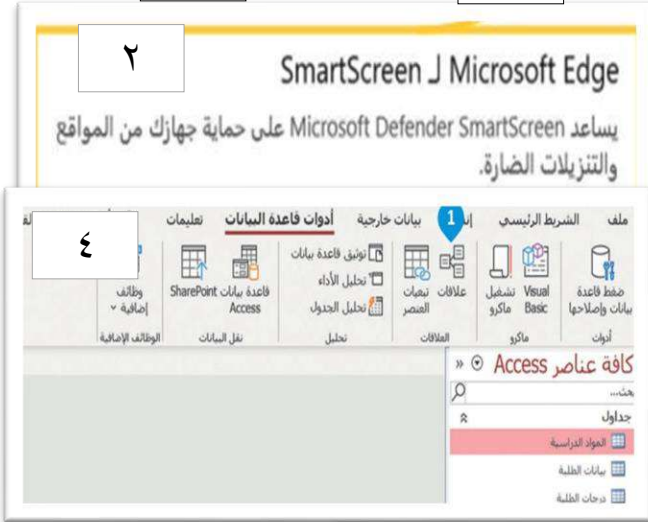 ٢
SmartScreen لـ Microsoft Edge
يساعد Microsoft Defender SmartScreen على حماية جهازك من المواقع
والتنزيلات الضارة.
٤
ملف الشريط الرئيسي 1 بيانات خارجية أدوات قاعدة البيانات تعليمات
ضغط قاعدة بيانات وإصلاحها
Visual Basic
تشغيل ماكرو
علاقات
تبعيات العنصر
توثيق قاعدة بيانات
تحليل الأداء
تحليل الجدول
قاعدة بيانات Access
SharePoint
وظائف إضافية
أدوات ماكرو العلاقات تحليل نقل البيانات الوظائف الإضافية
كافة عناصر Access «
بحث...
جداول
المواد الدراسية
بيانات الطلبة
درجات الطلبة